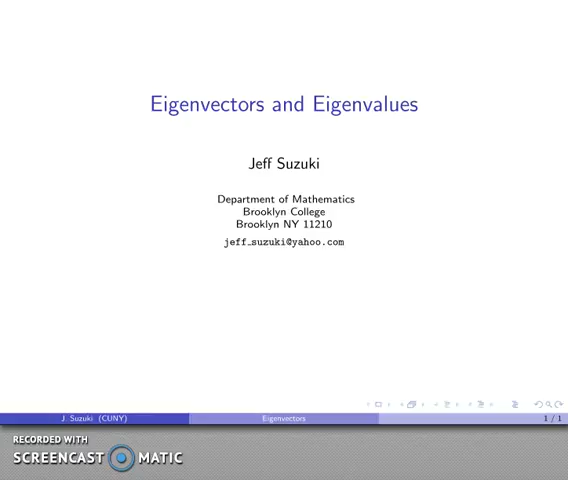 Eigenvectors and Eigenvalues
Jeff Suzuki
Department of Mathematics
Brooklyn College
Brooklyn NY 11210
jeff_suzuki@yahoo.com
J. Suzuki (CUNY) Eigenvectors 1 / 1
RECORDED WITH
SCREENCAST MATIC